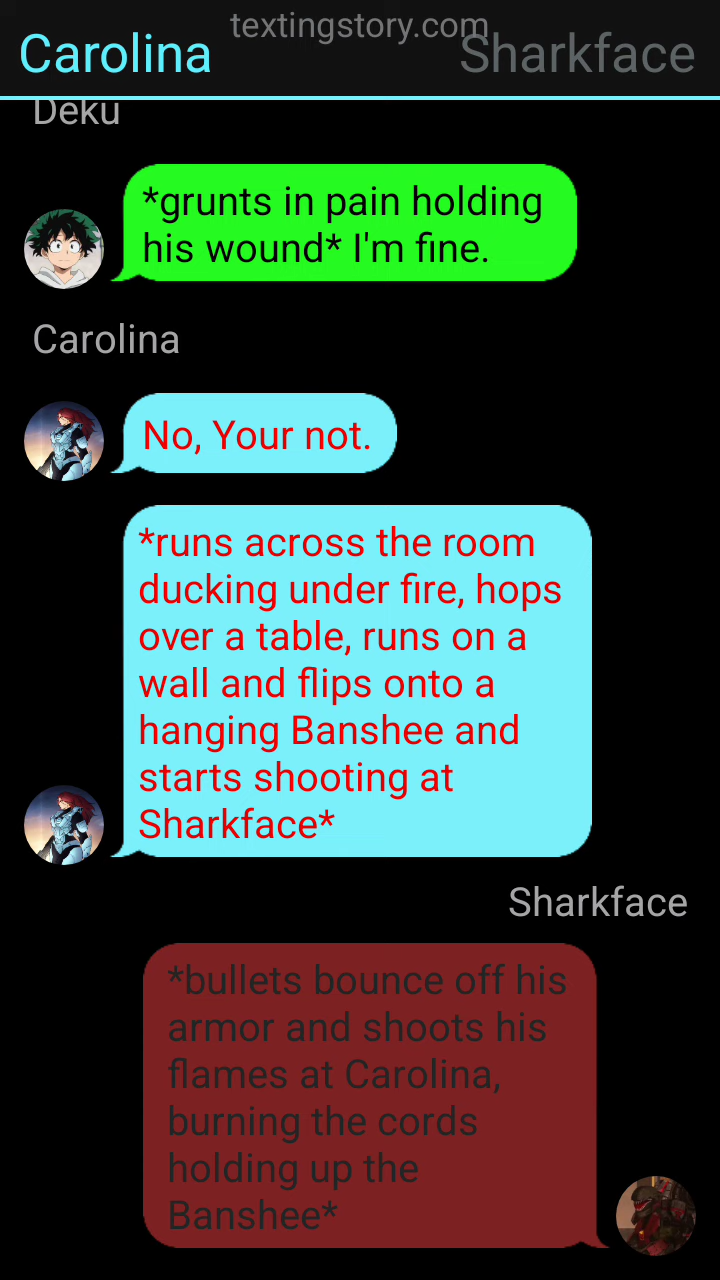 textingstory.com
Carolina Sharkface
Deku
*grunts in pain holding
his wound* I'm fine.
Carolina
No, Your not.
*runs across the room
ducking under fire, hops
over a table, runs on a
wall and flips onto a
hanging Banshee and
starts shooting at
Sharkface*
Sharkface
*bullets bounce off his
armor and shoots his
flames at Carolina,
burning the cords
holding up the
Banshee*